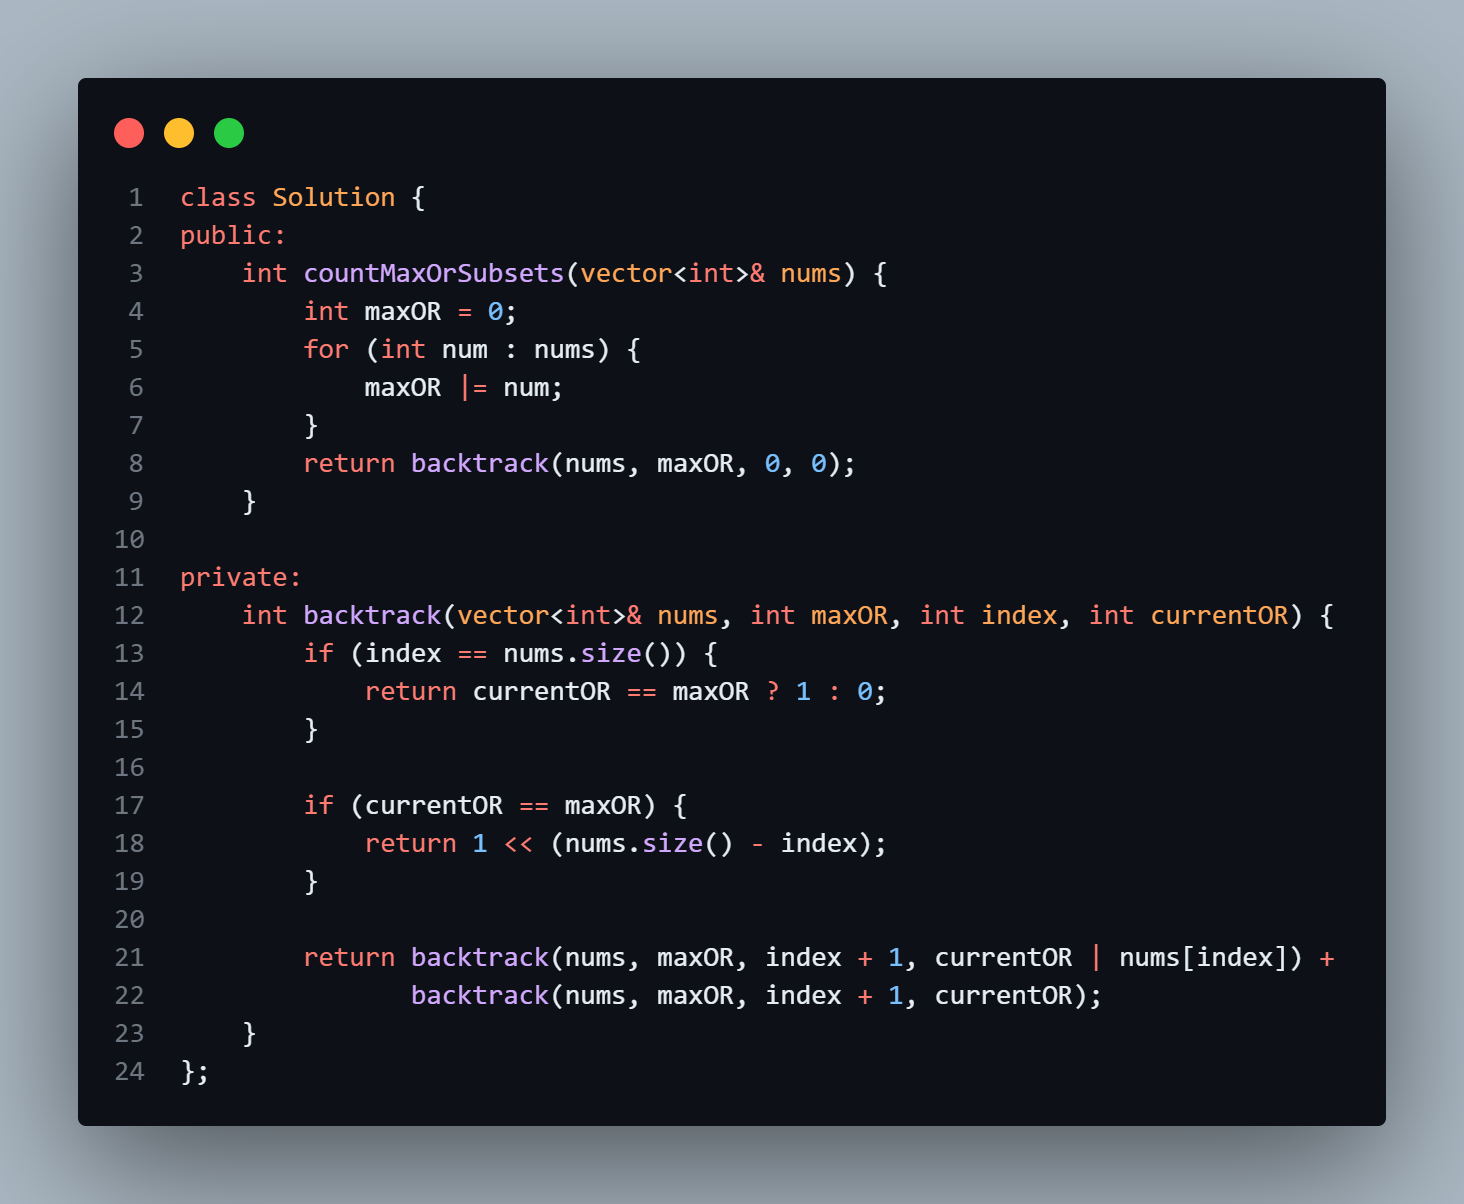 1 class Solution {
2 public:
3     int countMaxOrSubsets(vector<int>& nums) {
4         int maxOR = 0;
5         for (int num : nums) {
6             maxOR |= num;
7         }
8         return backtrack(nums, maxOR, 0, 0);
9     }
10
11 private:
12     int backtrack(vector<int>& nums, int maxOR, int index, int currentOR) {
13         if (index == nums.size()) {
14             return currentOR == maxOR ? 1 : 0;
15         }
16
17         if (currentOR == maxOR) {
18             return 1 << (nums.size() - index);
19         }
20
21         return backtrack(nums, maxOR, index + 1, currentOR | nums[index]) +
22                backtrack(nums, maxOR, index + 1, currentOR);
23     }
24 };